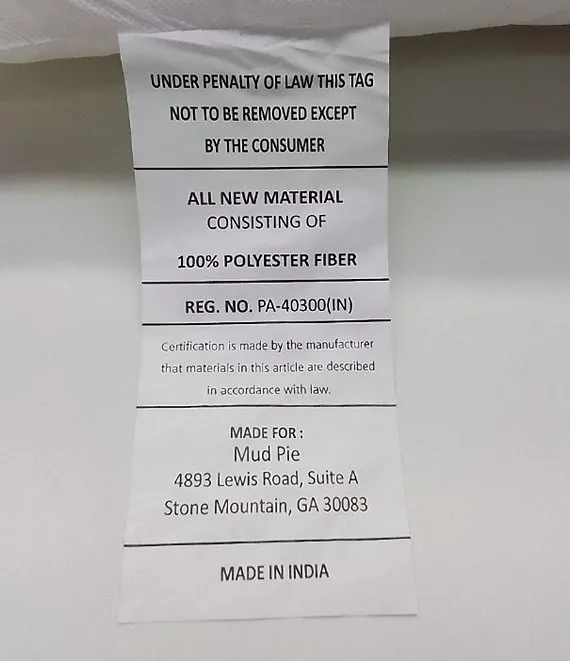 UNDER PENALTY OF LAW THIS TAG
NOT TO BE REMOVED EXCEPT
BY THE CONSUMER
ALL NEW MATERIAL
CONSISTING OF
100% POLYESTER FIBER
REG. NO. PA-40300(IN)
Certification is made by the manufacturer
that materials in this article are described
in accordance with law.
MADE FOR :
Mud Pie
4893 Lewis Road, Suite A
Stone Mountain, GA 30083
MADE IN INDIA